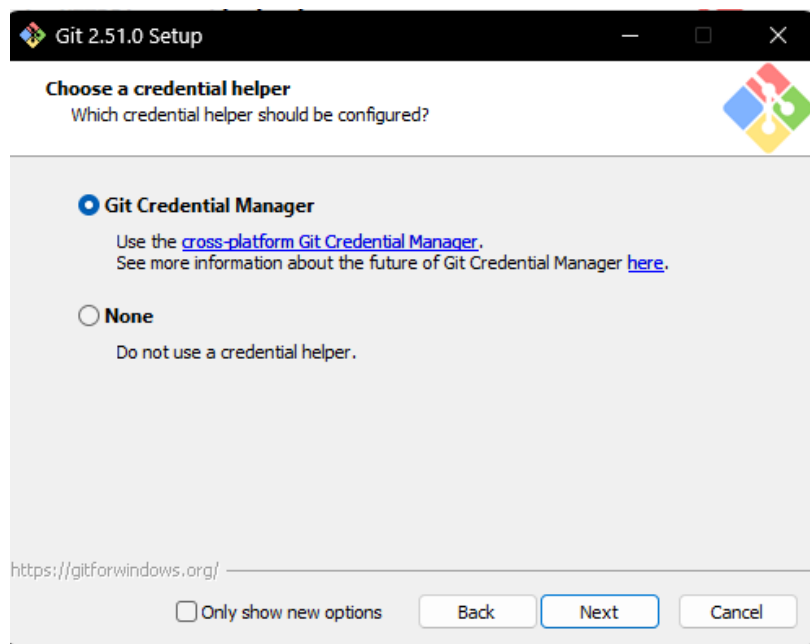 Git 2.51.0 Setup
Choose a credential helper
Which credential helper should be configured?
Git Credential Manager
Use the cross-platform Git Credential Manager.
See more information about the future of Git Credential Manager here.
None
Do not use a credential helper.
https://gitforwindows.org/
Only show new options Back Next Cancel